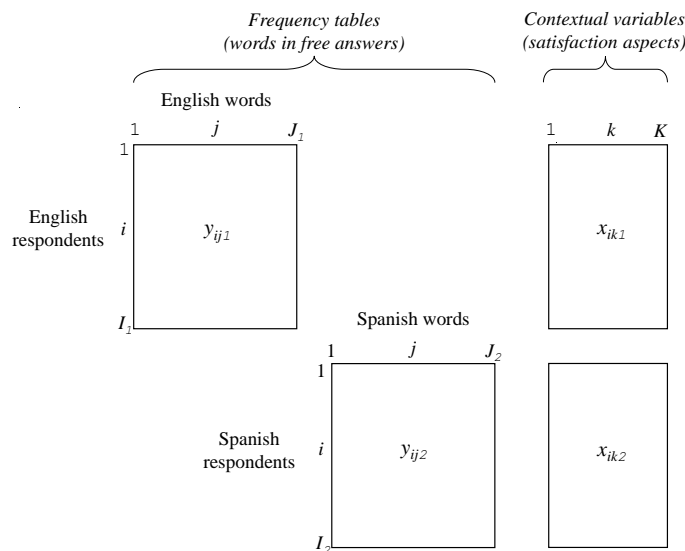 Frequency tables
(words in free answers)
Contextual variables
(satisfaction aspects)
English words
1 j J1
1 k K
1
English
respondents
i
yij1
xik1
I1
Spanish words
1 j J2
1
Spanish
respondents
i
yij2
xik2
I2